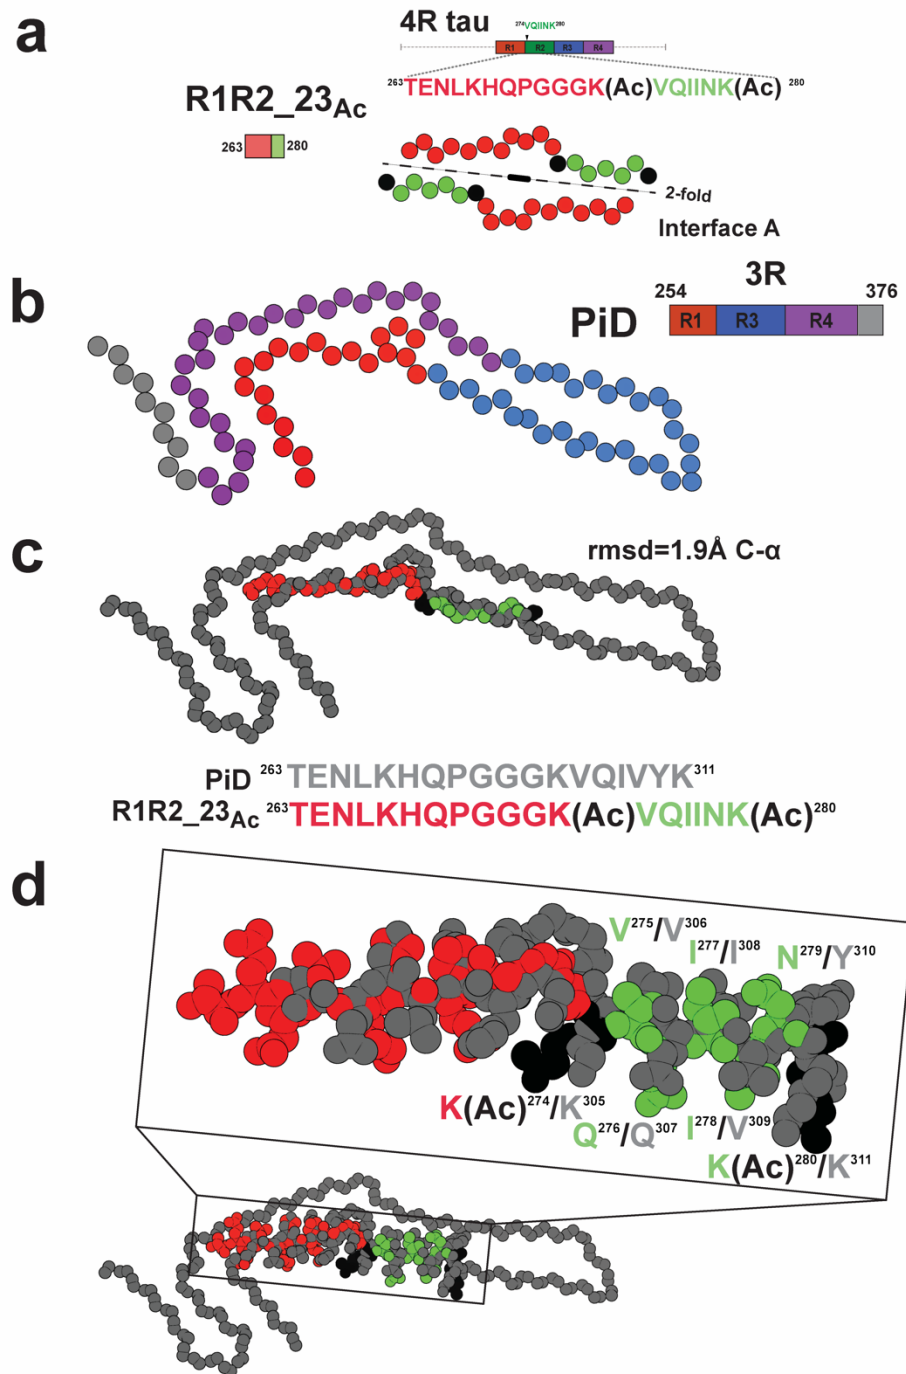 a
4R tau
²⁷⁴VQIINK²⁸⁰
R1 R2 R3 R4
²⁶³TENLKHQPGGGK(Ac)VQIINK(Ac) ²⁸⁰
R1R2_23Ac
263 280
2-fold
Interface A
b
3R
254 376
PiD R1 R3 R4
c
rmsd=1.9Å C-α
PiD ²⁶³ TENLKHQPGGGKVQIVYK³¹¹
R1R2_23Ac ²⁶³TENLKHQPGGGK(Ac)VQIINK(Ac)²⁸⁰
d
V²⁷⁵/V³⁰⁶
I²⁷⁷/I³⁰⁸ N²⁷⁹/Y³¹⁰
K(Ac)²⁷⁴/K³⁰⁵
Q²⁷⁶/Q³⁰⁷ I²⁷⁸/V³⁰⁹
K(Ac)²⁸⁰/K³¹¹